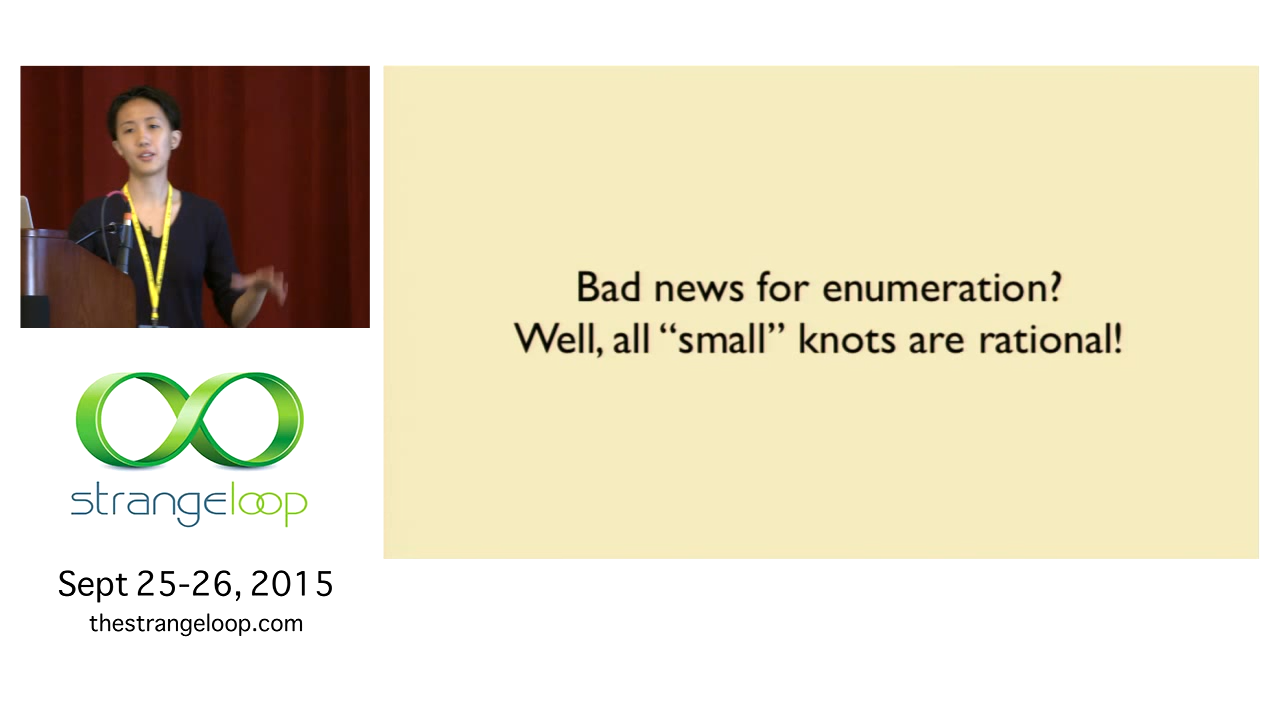 Bad news for enumeration?
Well, all “small” knots are rational!
strangeloop
Sept 25-26, 2015
thestrangeloop.com